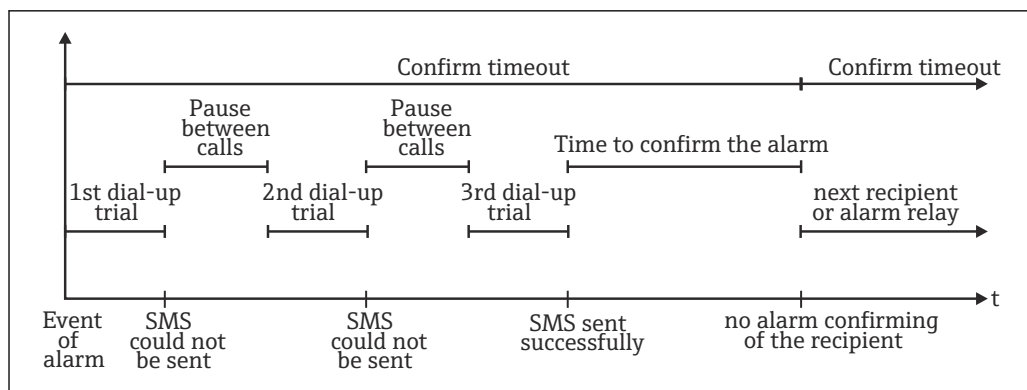 Confirm timeout
Confirm timeout
Pause
between
calls
Pause
between
calls
Time to confirm the alarm
1st dial-up
trial
2nd dial-up
trial
3rd dial-up
trial
next recipient
or alarm relay
t
Event
of
alarm
SMS
could not
be sent
SMS
could not
be sent
SMS sent
successfully
no alarm confirming
of the recipient